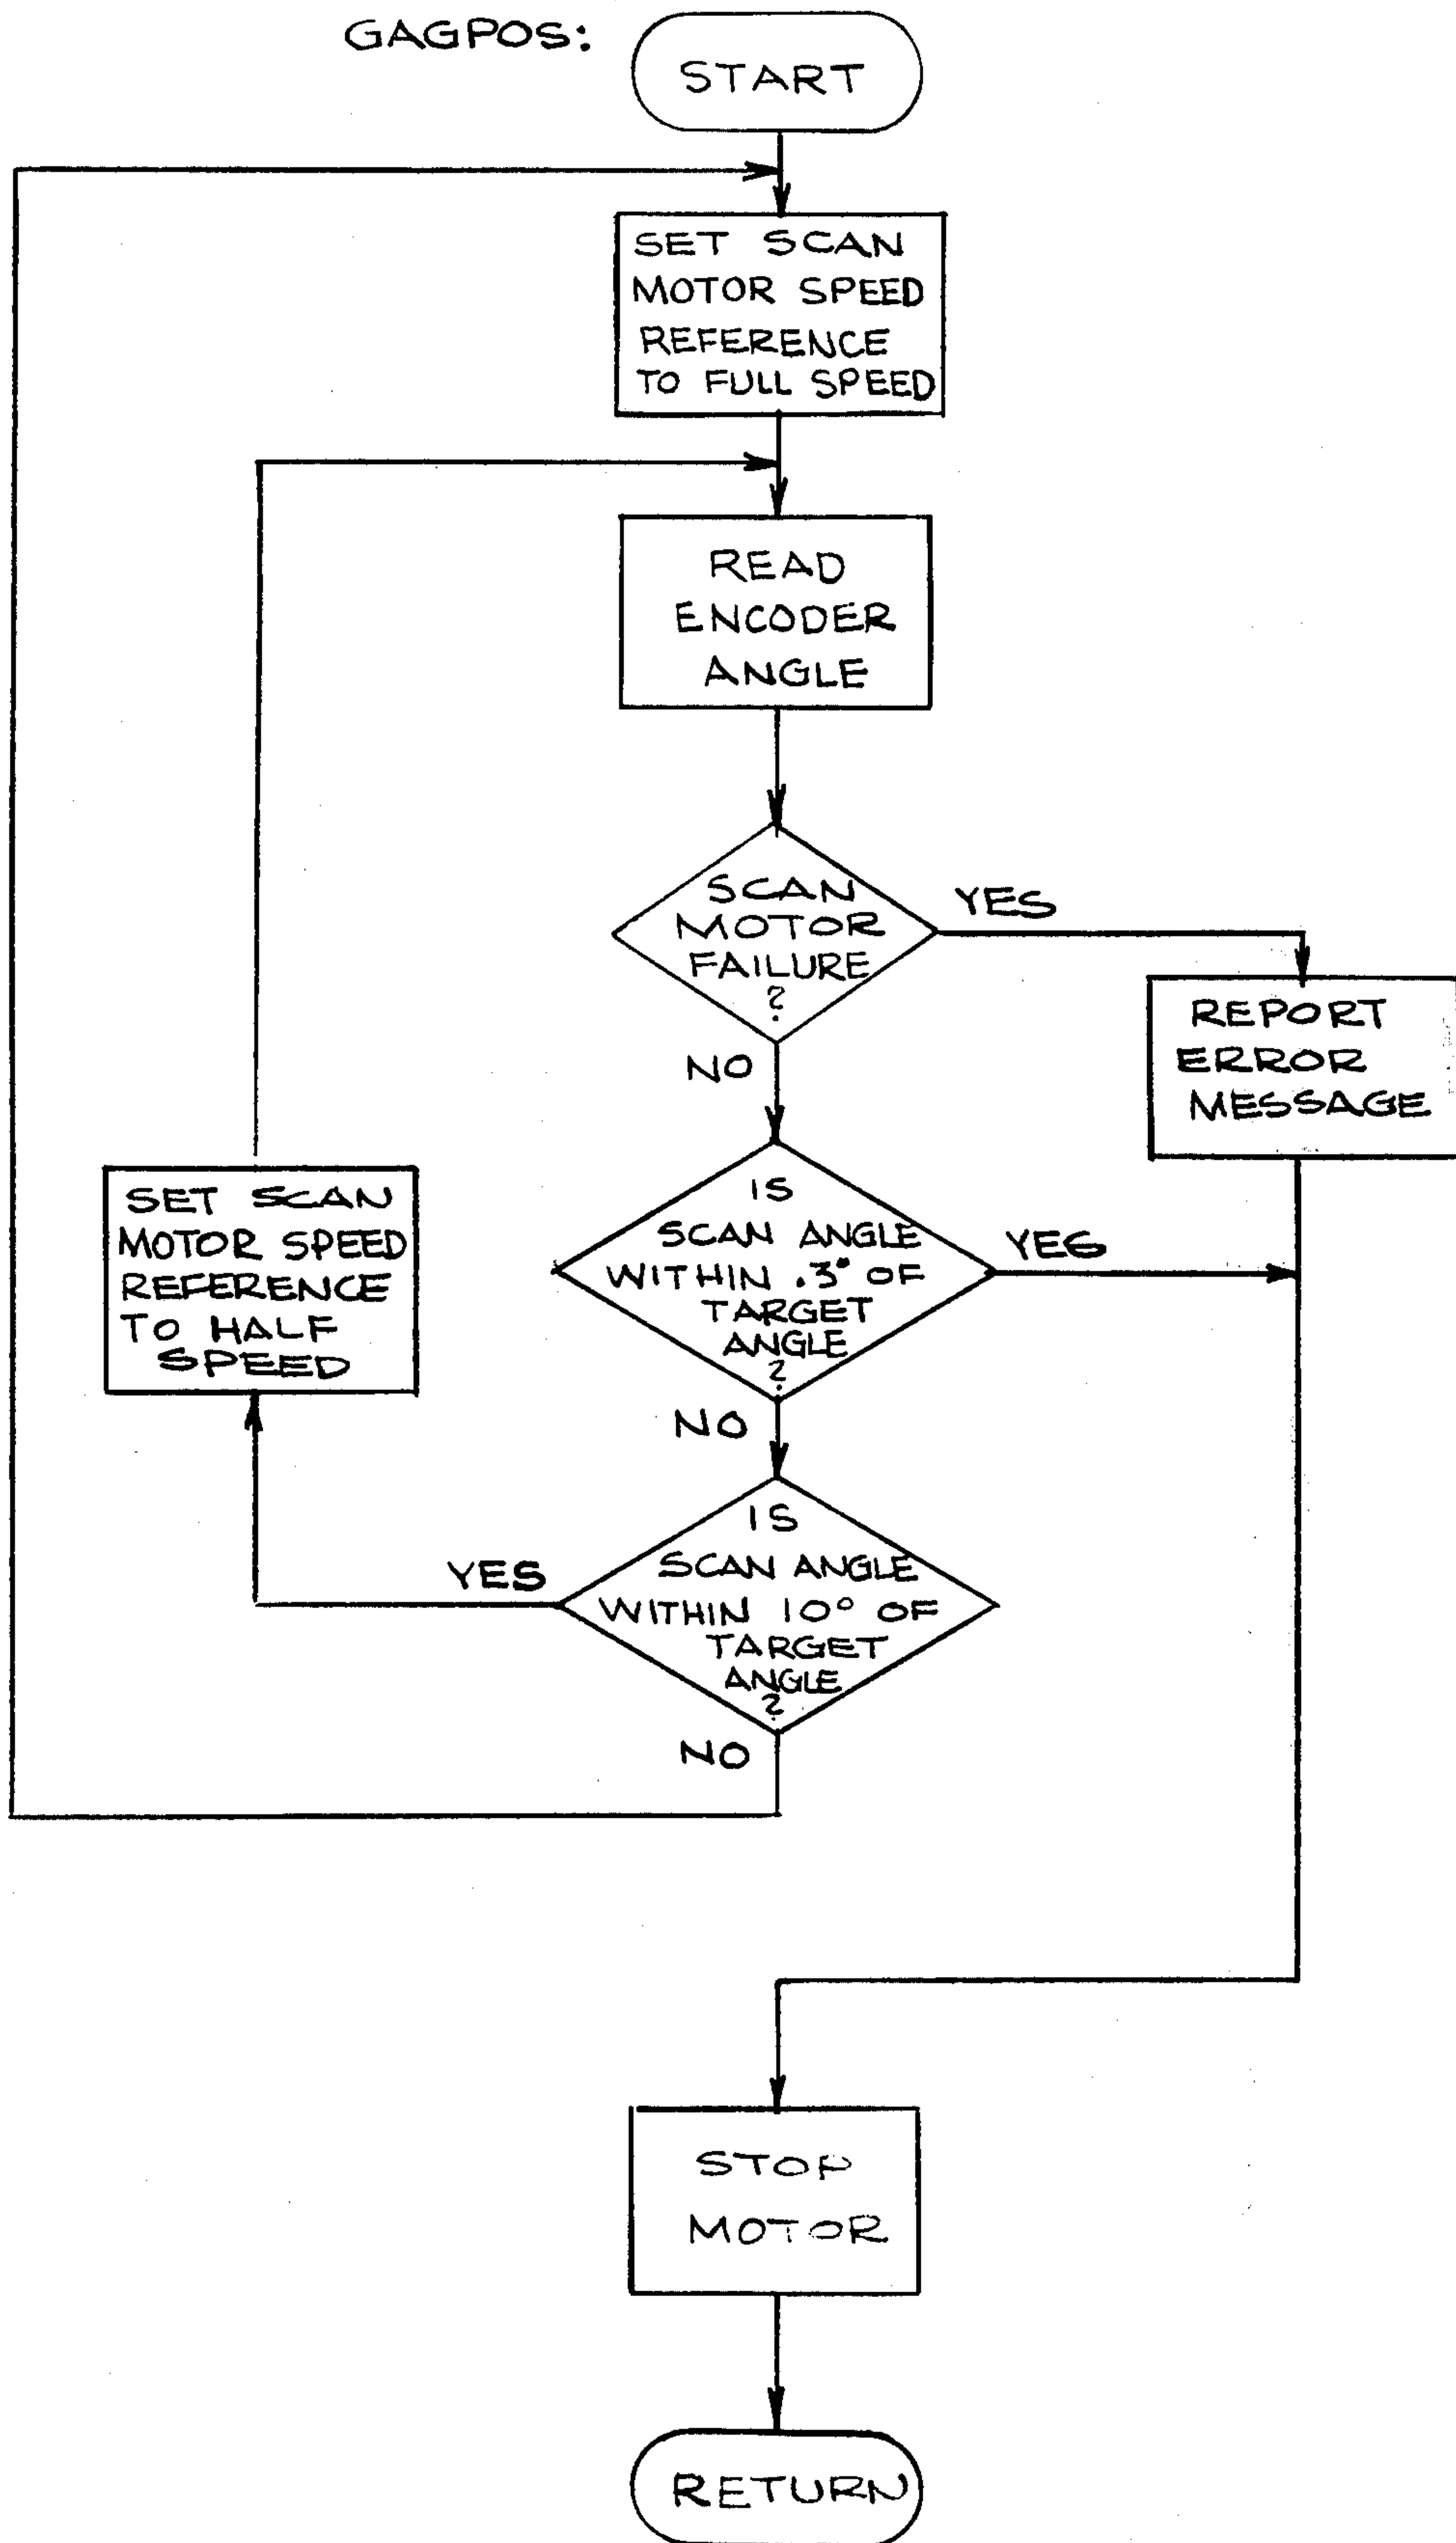 GAGPOS:
START
SET SCAN
MOTOR SPEED
REFERENCE
TO FULL SPEED
READ
ENCODER
ANGLE
SCAN
MOTOR
FAILURE
?
YES
NO
REPORT
ERROR
MESSAGE
IS
SCAN ANGLE
WITHIN .3° OF
TARGET
ANGLE
?
YES
NO
SET SCAN
MOTOR SPEED
REFERENCE
TO HALF
SPEED
IS
SCAN ANGLE
WITHIN 10° OF
TARGET
ANGLE
?
YES
NO
STOP
MOTOR
RETURN